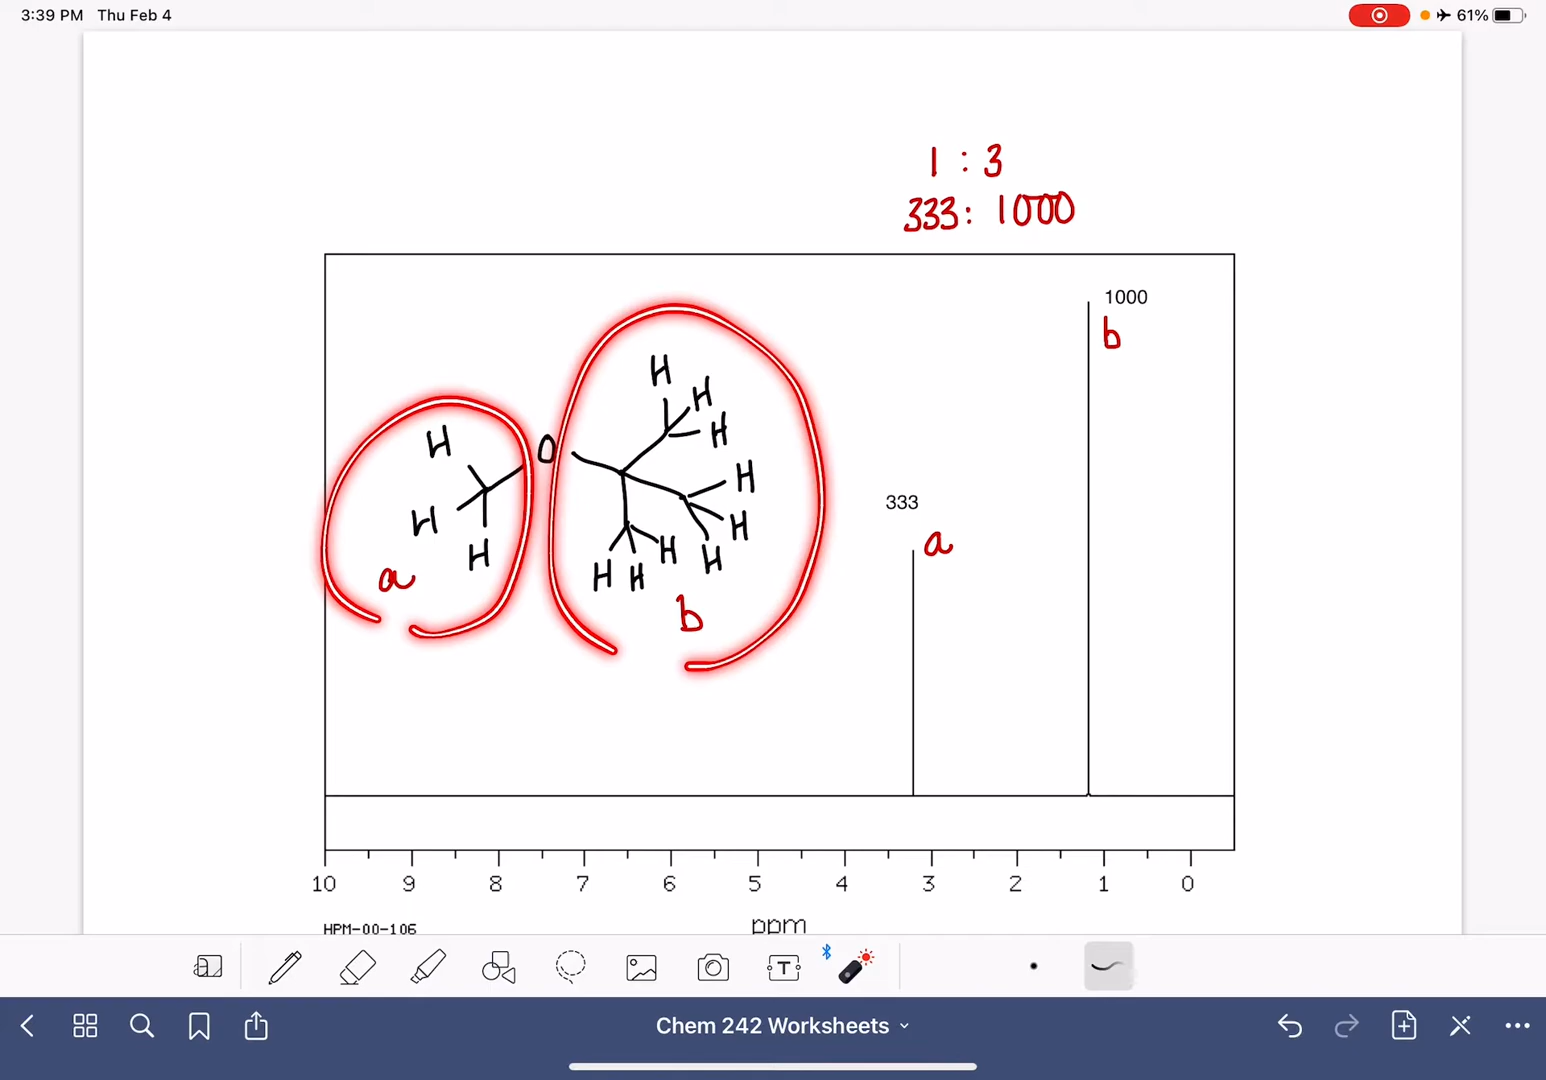 3:39 PM Thu Feb 4
61%
1 : 3
333: 1000
1000
b
H
H
H
H
O
H
333
H
H
a
H
H
H
H
H
a
b
10 9 8 7 6 5 4 3 2 1 0
HPM-00-106
ppm
T
Chem 242 Worksheets